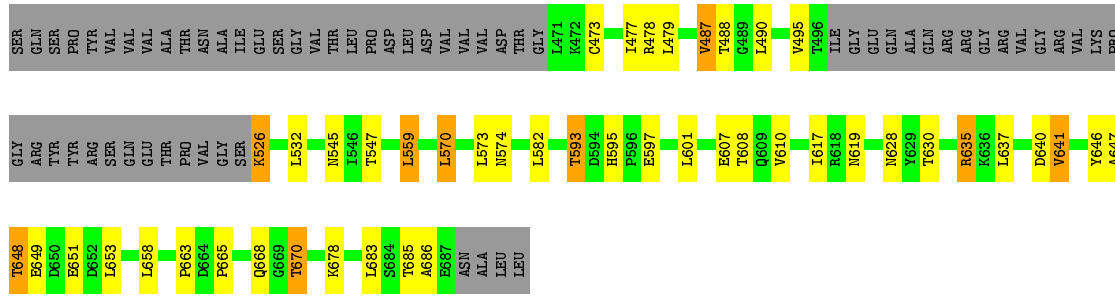 SER GLN SER PRO TYR VAL VAL VAL ALA THR ASN ALA ILE GLU SER GLY VAL THR LEU PRO ASP LEU ASP VAL VAL VAL ASP THR GLY L471 K472 C473 I477 R478 L479 V487 T488 G489 L490 V495 T496 ILE GLY GLU GLN ALA GLN ARG ARG GLY ARG VAL GLY ARG VAL LYS PRO
GLY ARG TYR TYR ARG SER GLN GLU THR PRO VAL GLY SER K526 L532 N545 I546 T547 L559 L570 L573 N574 L582 T593 D594 H595 P596 E597 L601 E607 T608 Q609 V610 I617 R618 N619 N628 Y629 T630 R635 K636 L637 D640 V641 Y646 A647
T648 E649 D650 E651 D652 L653 L658 P663 D664 P665 Q668 G669 T670 K678 L683 S684 T685 A686 E687 ASN ALA LEU LEU